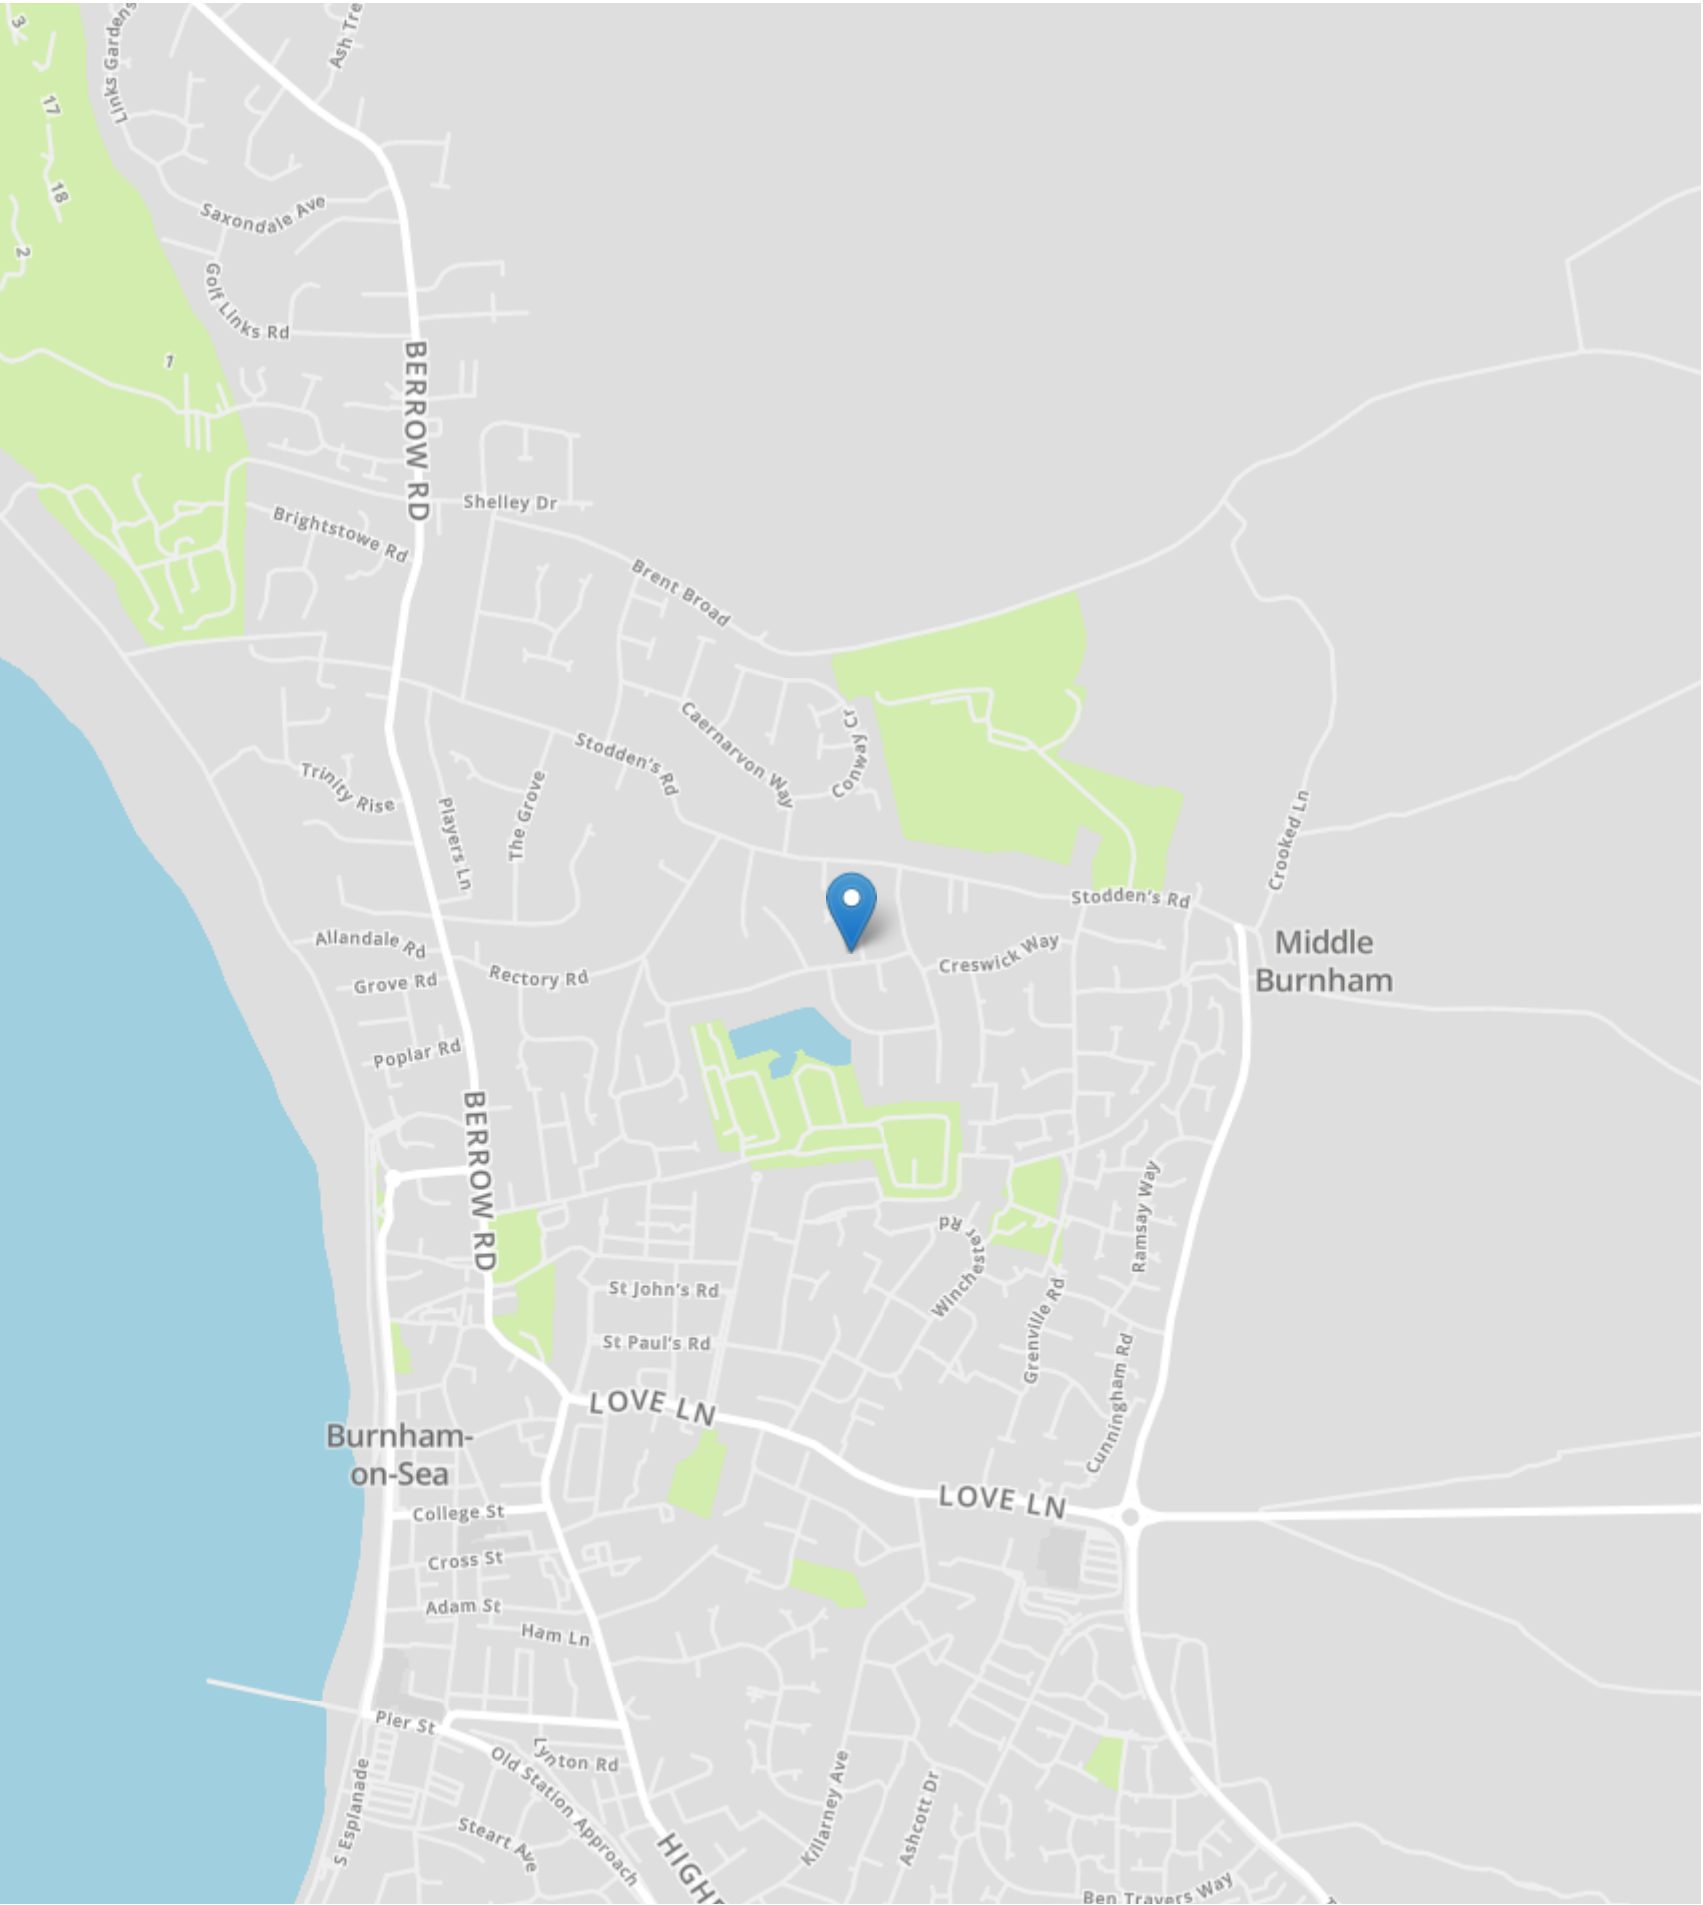 3
Links Gardens
Ash Tre
17
18
Saxondale Ave
2
Golf Links Rd
1
BERROW RD
Shelley Dr
Brightstowe Rd
Brent Broad
Caernarvon Way
Conway Cr
Stodden's Rd
Trinity Rise
The Grove
Players Ln
Crooked Ln
Stodden's Rd
Allandale Rd
Creswick Way
Middle
Burnham
Rectory Rd
Grove Rd
Poplar Rd
BERROW RD
Ramsay Way
Winchester Rd
St John's Rd
Grenville Rd
St Paul's Rd
Cunningham Rd
LOVE LN
Burnham-
on-Sea
LOVE LN
College St
Cross St
Adam St
Ham Ln
Pier St
Lynton Rd
Old Station Approach
S Esplanade
Killarney Ave
Ashcott Dr
Steart Ave
HIGH
Ben Travers Way